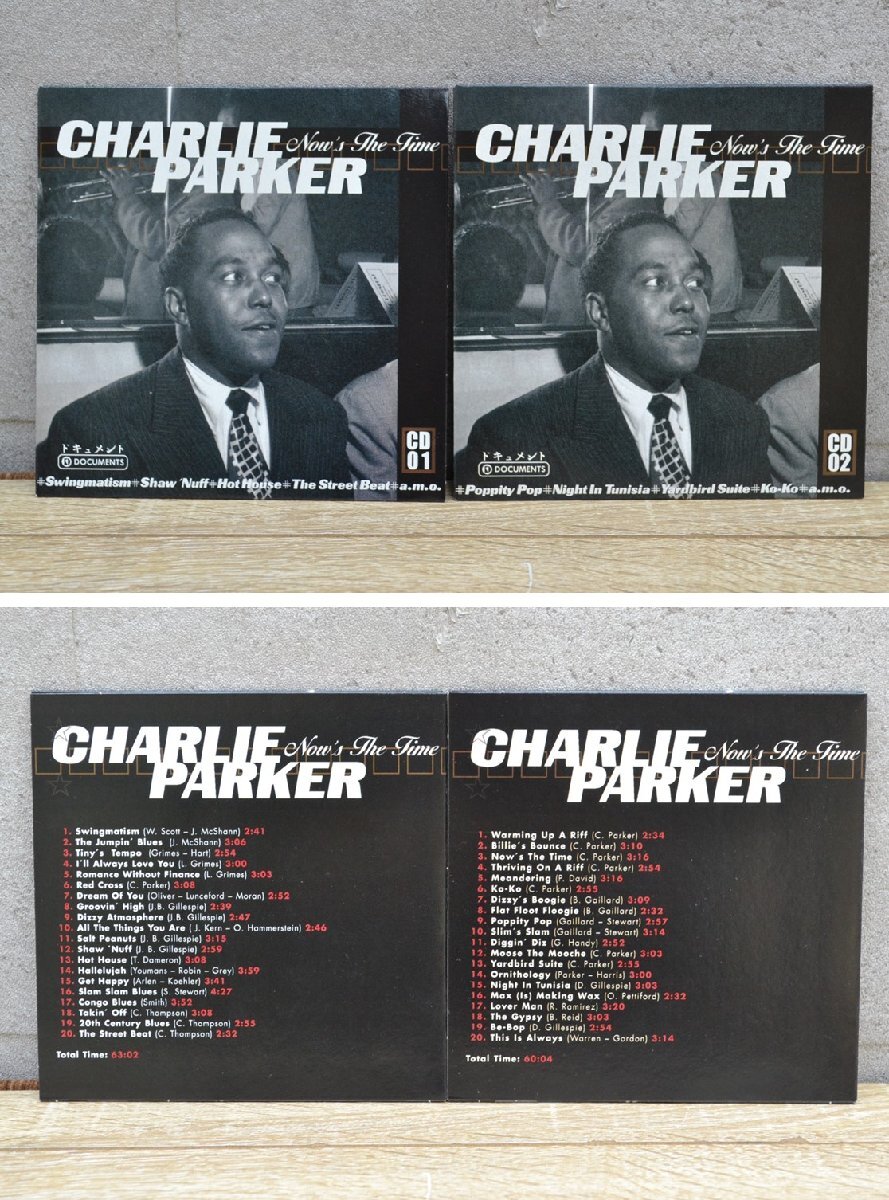 CHARLIE Now's The Time
PARKER
ドキュメント
DOCUMENTS
CD
01
*Swingmatism*Shaw 'Nuff*Hot House*The Street Beat*a.m.o.
CHARLIE Now's The Time
PARKER
ドキュメント
DOCUMENTS
CD
02
*Poppity Pop*Night In Tunisia*Yardbird Suite*Ko-Ko*a.m.o.
CHARLIE Now's The Time
PARKER
1. Swingmatism (W. Scott – J. McShann) 2:41
2. The Jumpin' Blues (J. McShann) 3:06
3. Tiny's Tempo (Grimes – Hart) 2:54
4. I'll Always Love You (L. Grimes) 3:00
5. Romance Without Finance (L. Grimes) 3:03
6. Red Cross (C. Parker) 3:08
7. Dream Of You (Oliver – Lunceford – Moran) 2:52
8. Groovin' High (J.B. Gillespie) 2:39
9. Dizzy Atmosphere (J.B. Gillespie) 2:47
10. All The Things You Are (J. Kern – O. Hammerstein) 2:46
11. Salt Peanuts (J.B. Gillespie) 3:15
12. Shaw 'Nuff (J. B. Gillespie) 2:59
13. Hot House (T. Dameron) 3:08
14. Hallelujah (Youmans – Robin – Grey) 3:59
15. Get Happy (Arlen – Koehler) 3:41
16. Slam Slam Blues (S. Stewart) 4:27
17. Congo Blues (Smith) 3:52
18. Takin' Off (C. Thompson) 3:08
19. 20th Century Blues (C. Thompson) 2:55
20. The Street Beat (C. Thompson) 2:32
Total Time: 63:02
CHARLIE Now's The Time
PARKER
1. Warming Up A Riff (C. Parker) 2:34
2. Billie's Bounce (C. Parker) 3:10
3. Now's The Time (C. Parker) 3:16
4. Thriving On A Riff (C. Parker) 2:54
5. Meandering (P. David) 3:16
6. Ko-Ko (C. Parker) 2:55
7. Dizzy's Boogie (B. Gaillard) 3:09
8. Flat Floot Floogie (B. Gaillard) 2:32
9. Poppity Pop (Gaillard – Stewart) 2:57
10. Slim's Slam (Gaillard – Stewart) 3:14
11. Diggin' Diz (G. Handy) 2:52
12. Moose The Mooche (C. Parker) 3:03
13. Yardbird Suite (C. Parker) 2:55
14. Ornithology (Parker – Harris) 3:00
15. Night In Tunisia (D. Gillespie) 3:03
16. Max (Is) Making Wax (O. Pettiford) 2:32
17. Lover Man (R. Ramirez) 3:20
18. The Gypsy (B. Reid) 3:03
19. Be-Bop (D. Gillespie) 2:54
20. This Is Always (Warren – Gordon) 3:14
Total Time: 60:04